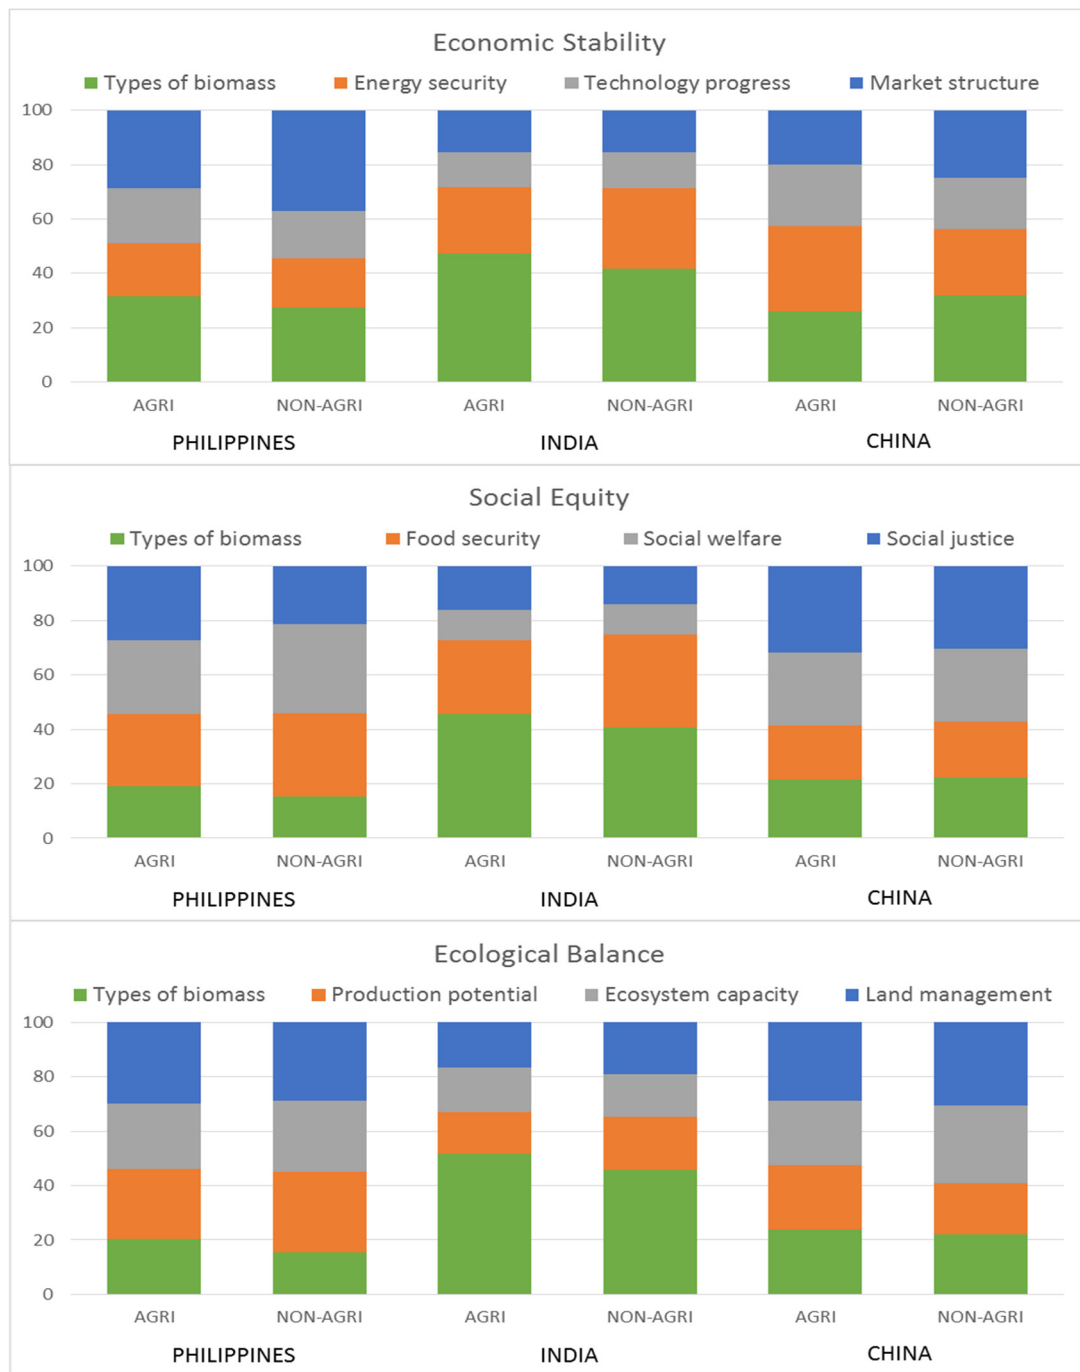 Economic Stability
Types of biomass Energy security Technology progress Market structure
100
80
60
40
20
0
AGRI NON-AGRI AGRI NON-AGRI AGRI NON-AGRI
PHILIPPINES INDIA CHINA
Social Equity
Types of biomass Food security Social welfare Social justice
100
80
60
40
20
0
AGRI NON-AGRI AGRI NON-AGRI AGRI NON-AGRI
PHILIPPINES INDIA CHINA
Ecological Balance
Types of biomass Production potential Ecosystem capacity Land management
100
80
60
40
20
0
AGRI NON-AGRI AGRI NON-AGRI AGRI NON-AGRI
PHILIPPINES INDIA CHINA